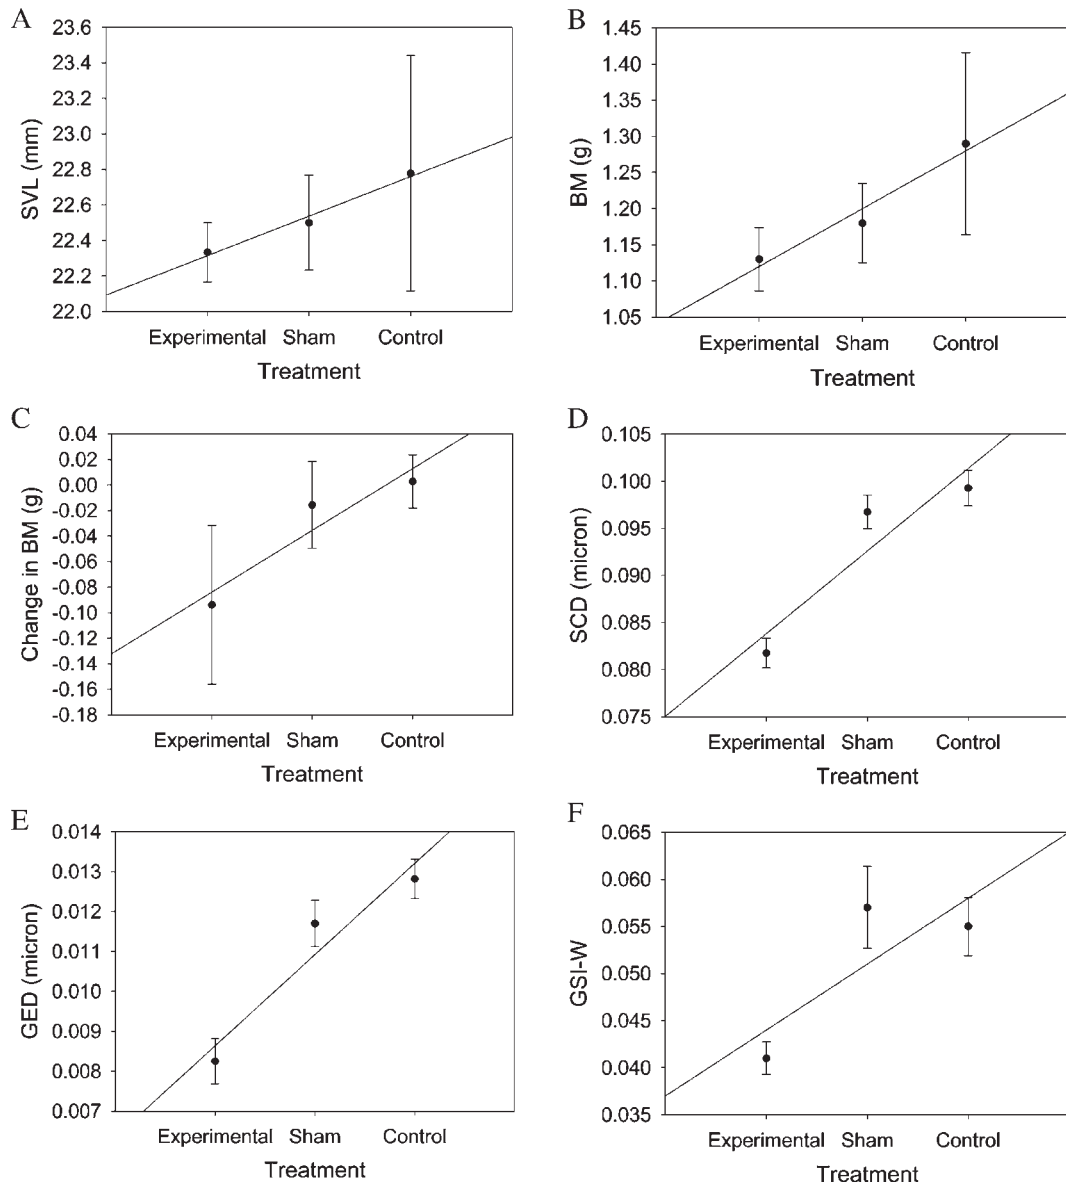 A
SVL (mm)
23.6
23.4
23.2
23.0
22.8
22.6
22.4
22.2
22.0
Experimental Sham Control
Treatment
B
BM (g)
1.45
1.40
1.35
1.30
1.25
1.20
1.15
1.10
1.05
Experimental Sham Control
Treatment
C
Change in BM (g)
0.04
0.02
0.00
-0.02
-0.04
-0.06
-0.08
-0.10
-0.12
-0.14
-0.16
-0.18
Experimental Sham Control
Treatment
D
SCD (micron)
0.105
0.100
0.095
0.090
0.085
0.080
0.075
Experimental Sham Control
Treatment
E
GED (micron)
0.014
0.013
0.012
0.011
0.010
0.009
0.008
0.007
Experimental Sham Control
Treatment
F
GSI-W
0.065
0.060
0.055
0.050
0.045
0.040
0.035
Experimental Sham Control
Treatment